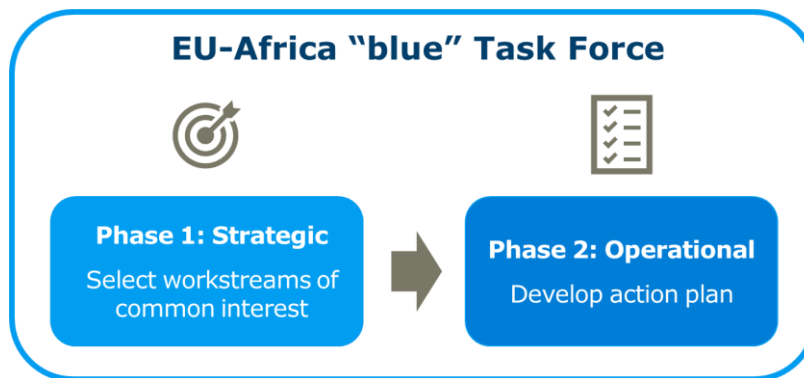 EU-Africa “blue” Task Force
Phase 1: Strategic
Select workstreams of
common interest
Phase 2: Operational
Develop action plan